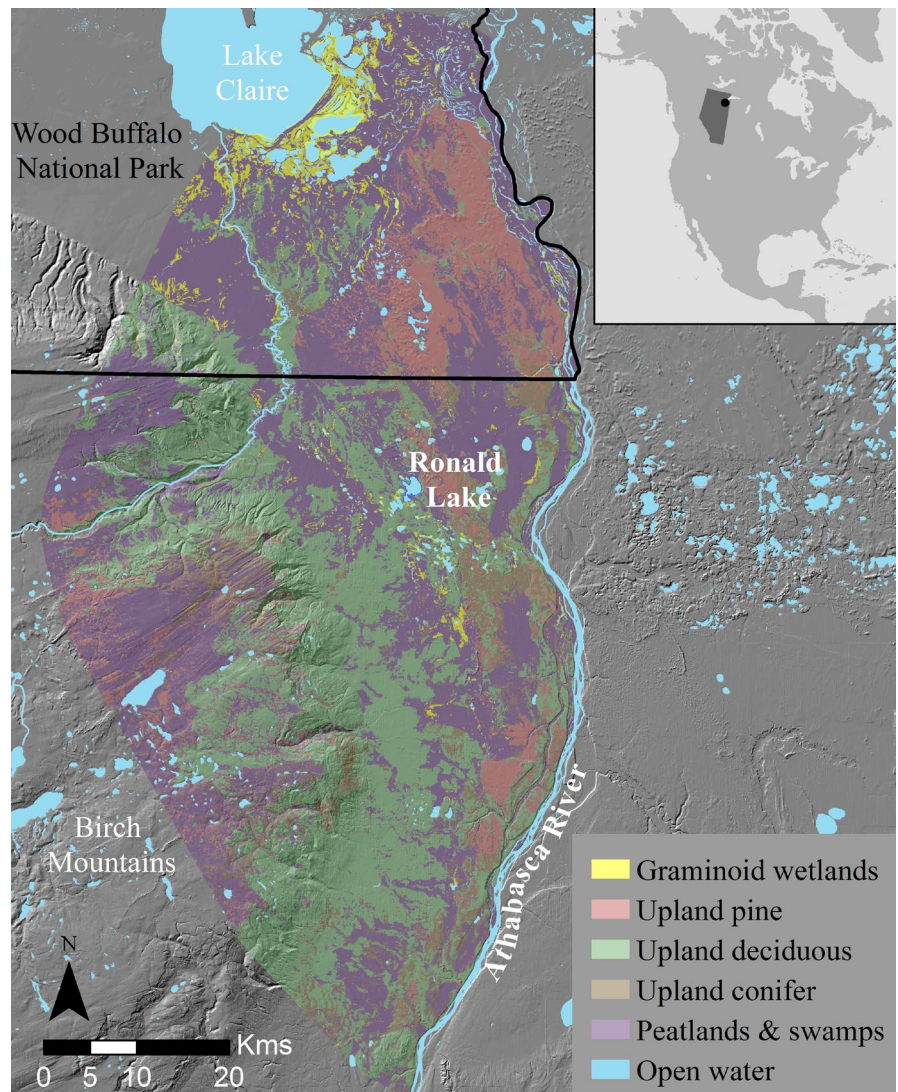 Lake
Claire
Wood Buffalo
National Park
Ronald
Lake
Athabasca River
Birch
Mountains
N
Kms
0 5 10 20
Graminoid wetlands
Upland pine
Upland deciduous
Upland conifer
Peatlands & swamps
Open water